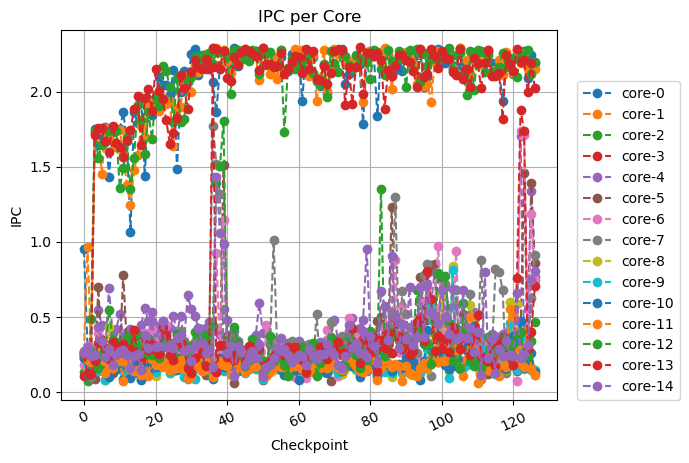 IPC per Core
IPC
2.0
1.5
1.0
0.5
0.0
0
20
40
60
80
100
120
Checkpoint
core-0
core-1
core-2
core-3
core-4
core-5
core-6
core-7
core-8
core-9
core-10
core-11
core-12
core-13
core-14